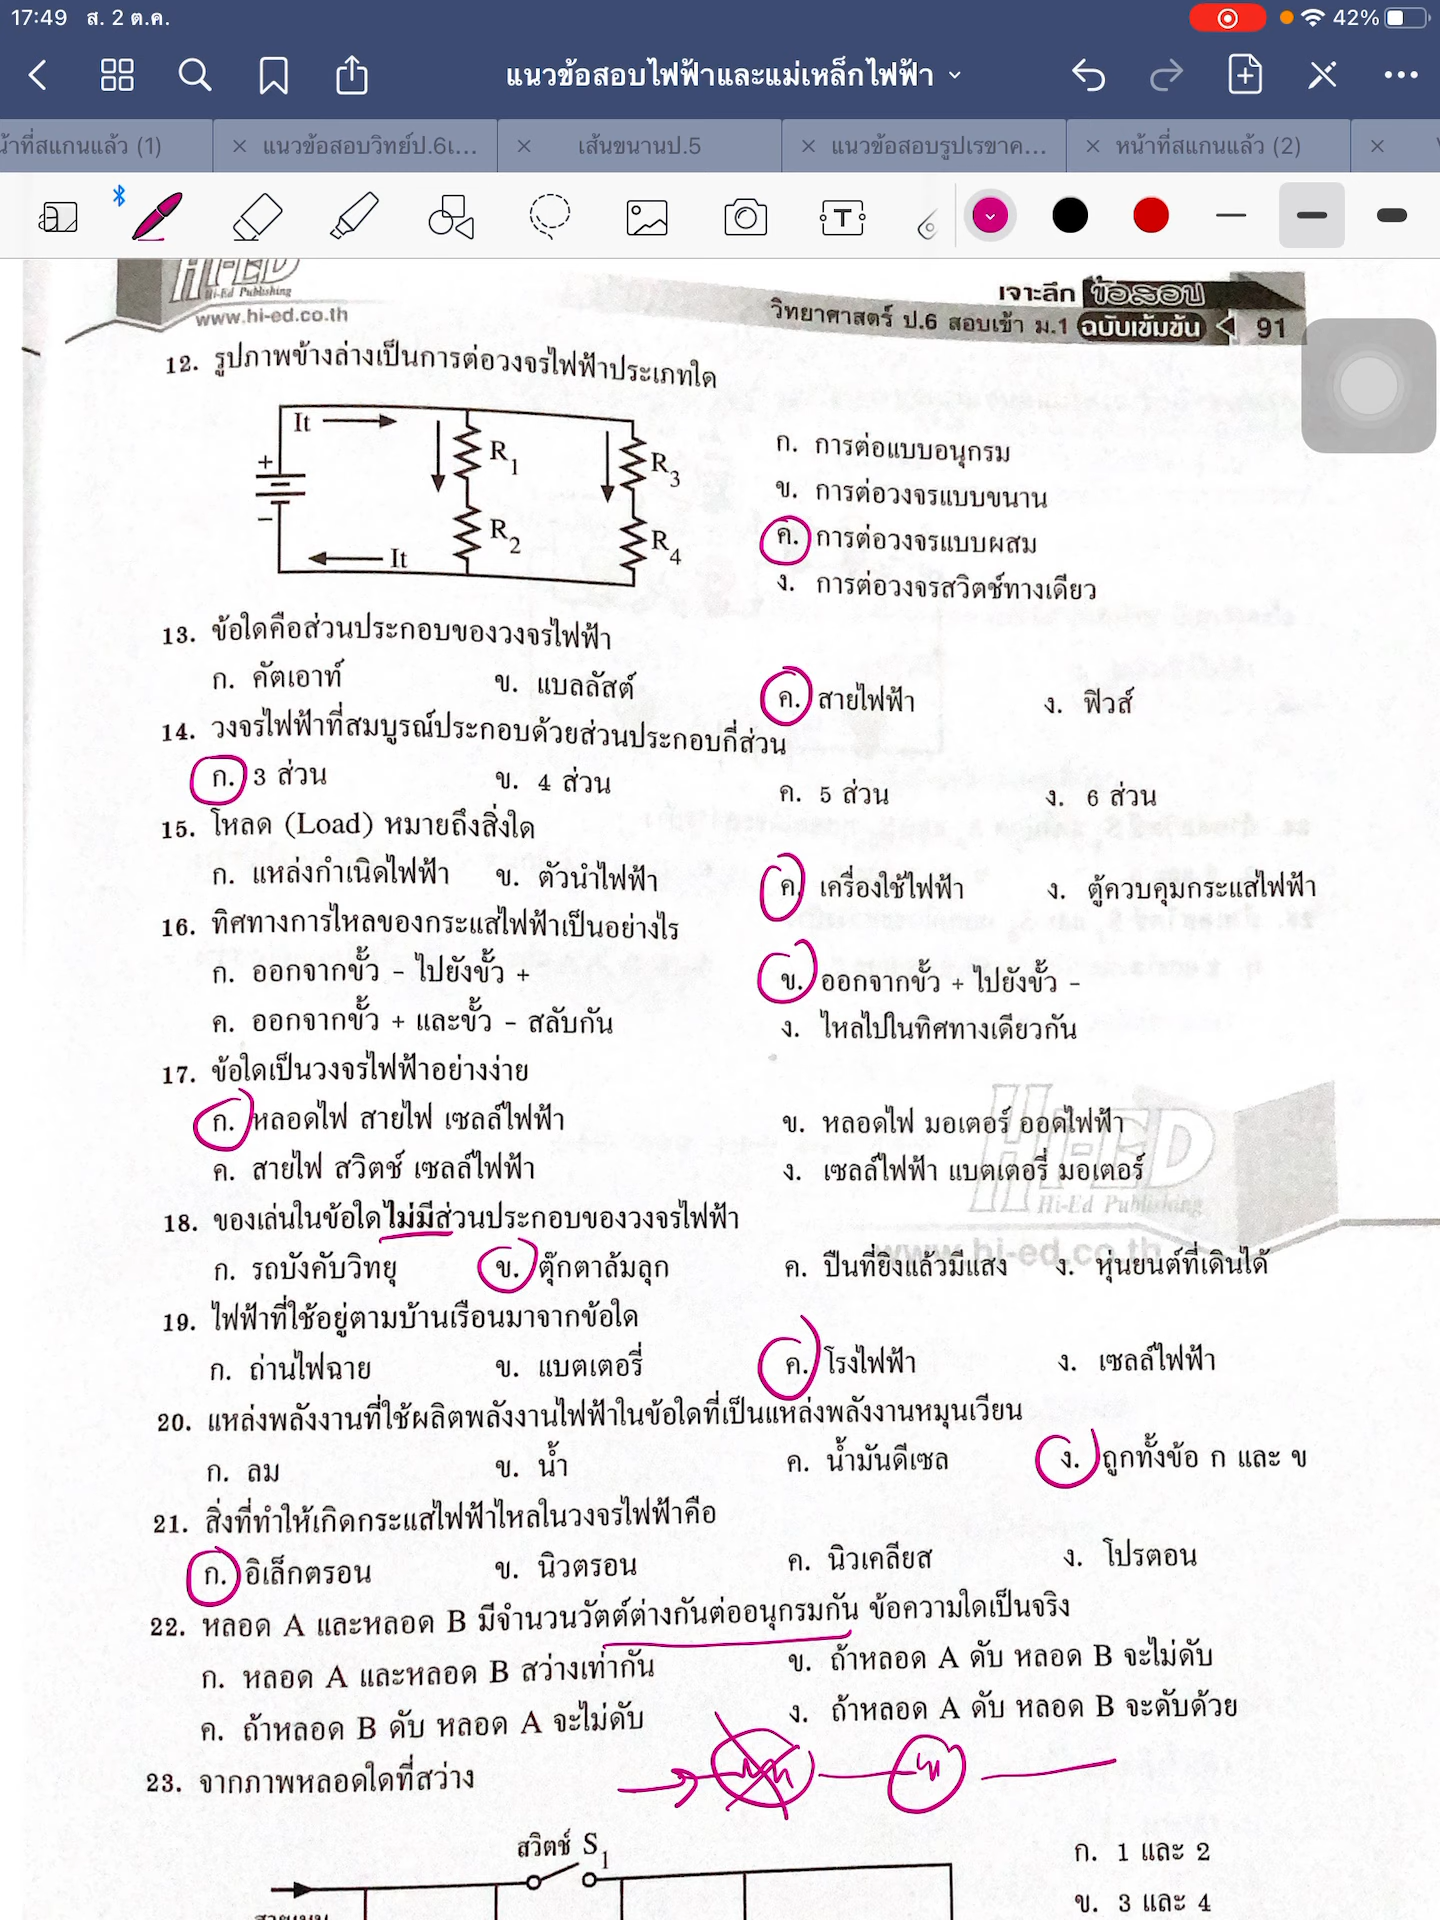 17:49 ส. 2 ต.ค. 42%
แนวข้อสอบไฟฟ้าและแม่เหล็กไฟฟ้า
น้าที่สแกนแล้ว (1) แนวข้อสอบวิทย์ป.6เ... เส้นขนานป.5 แนวข้อสอบรูปเรขาค... หน้าที่สแกนแล้ว (2)
HI-ED
Hi-Ed Publishing
www.hi-ed.co.th
เจาะลึก ข้อสอบ
วิทยาศาสตร์ ป.6 สอบเข้า ม.1 ฉบับเข้มข้น 91
12. รูปภาพข้างล่างเป็นการต่อวงจรไฟฟ้าประเภทใด
It
+
-
R1
R2
R3
R4
It
ก. การต่อแบบอนุกรม
ข. การต่อวงจรแบบขนาน
ค. การต่อวงจรแบบผสม
ง. การต่อวงจรสวิตช์ทางเดียว
13. ข้อใดคือส่วนประกอบของวงจรไฟฟ้า
ก. คัตเอาท์ ข. แบลลัสต์ ค. สายไฟฟ้า ง. ฟิวส์
14. วงจรไฟฟ้าที่สมบูรณ์ประกอบด้วยส่วนประกอบกี่ส่วน
ก. 3 ส่วน ข. 4 ส่วน ค. 5 ส่วน ง. 6 ส่วน
15. โหลด (Load) หมายถึงสิ่งใด
ก. แหล่งกำเนิดไฟฟ้า ข. ตัวนำไฟฟ้า ค. เครื่องใช้ไฟฟ้า ง. ตู้ควบคุมกระแสไฟฟ้า
16. ทิศทางการไหลของกระแสไฟฟ้าเป็นอย่างไร
ก. ออกจากขั้ว - ไปยังขั้ว + ข. ออกจากขั้ว + ไปยังขั้ว -
ค. ออกจากขั้ว + และขั้ว - สลับกัน ง. ไหลไปในทิศทางเดียวกัน
17. ข้อใดเป็นวงจรไฟฟ้าอย่างง่าย
ก. หลอดไฟ สายไฟ เซลล์ไฟฟ้า ข. หลอดไฟ มอเตอร์ ออดไฟฟ้า
ค. สายไฟ สวิตช์ เซลล์ไฟฟ้า ง. เซลล์ไฟฟ้า แบตเตอรี่ มอเตอร์
HI-ED
Hi-Ed Publishing
www.hi-ed.co.th
18. ของเล่นในข้อใดไม่มีส่วนประกอบของวงจรไฟฟ้า
ก. รถบังคับวิทยุ ข. ตุ๊กตาล้มลุก ค. ปืนที่ยิงแล้วมีแสง ง. หุ่นยนต์ที่เดินได้
19. ไฟฟ้าที่ใช้อยู่ตามบ้านเรือนมาจากข้อใด
ก. ถ่านไฟฉาย ข. แบตเตอรี่ ค. โรงไฟฟ้า ง. เซลล์ไฟฟ้า
20. แหล่งพลังงานที่ใช้ผลิตพลังงานไฟฟ้าในข้อใดที่เป็นแหล่งพลังงานหมุนเวียน
ก. ลม ข. น้ำ ค. น้ำมันดีเซล ง. ถูกทั้งข้อ ก และ ข
21. สิ่งที่ทำให้เกิดกระแสไฟฟ้าไหลในวงจรไฟฟ้าคือ
ก. อิเล็กตรอน ข. นิวตรอน ค. นิวเคลียส ง. โปรตอน
22. หลอด A และหลอด B มีจำนวนวัตต์ต่างกันต่ออนุกรมกัน ข้อความใดเป็นจริง
ก. หลอด A และหลอด B สว่างเท่ากัน ข. ถ้าหลอด A ดับ หลอด B จะไม่ดับ
ค. ถ้าหลอด B ดับ หลอด A จะไม่ดับ ง. ถ้าหลอด A ดับ หลอด B จะดับด้วย
23. จากภาพหลอดใดที่สว่าง
สวิตช์ S1
ก. 1 และ 2
ข. 3 และ 4